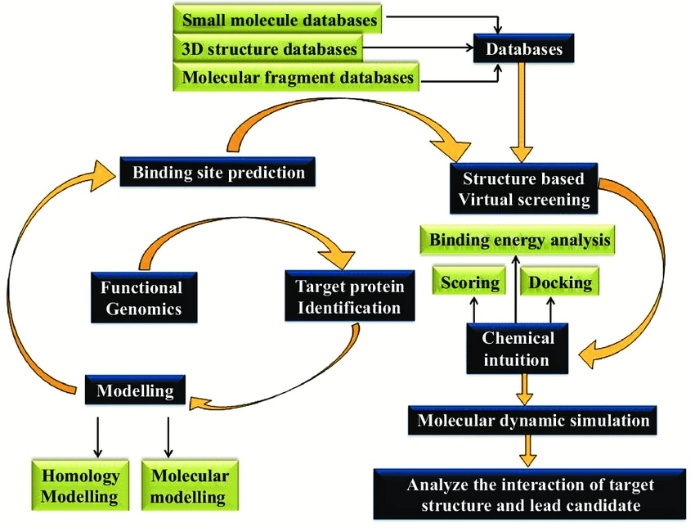 Small molecule databases
3D structure databases
Molecular fragment databases
Databases
Binding site prediction
Structure based
Virtual screening
Binding energy analysis
Scoring
Docking
Functional
Genomics
Target protein
Identification
Chemical
intuition
Modelling
Molecular dynamic simulation
Homology
Modelling
Molecular
modelling
Analyze the interaction of target
structure and lead candidate